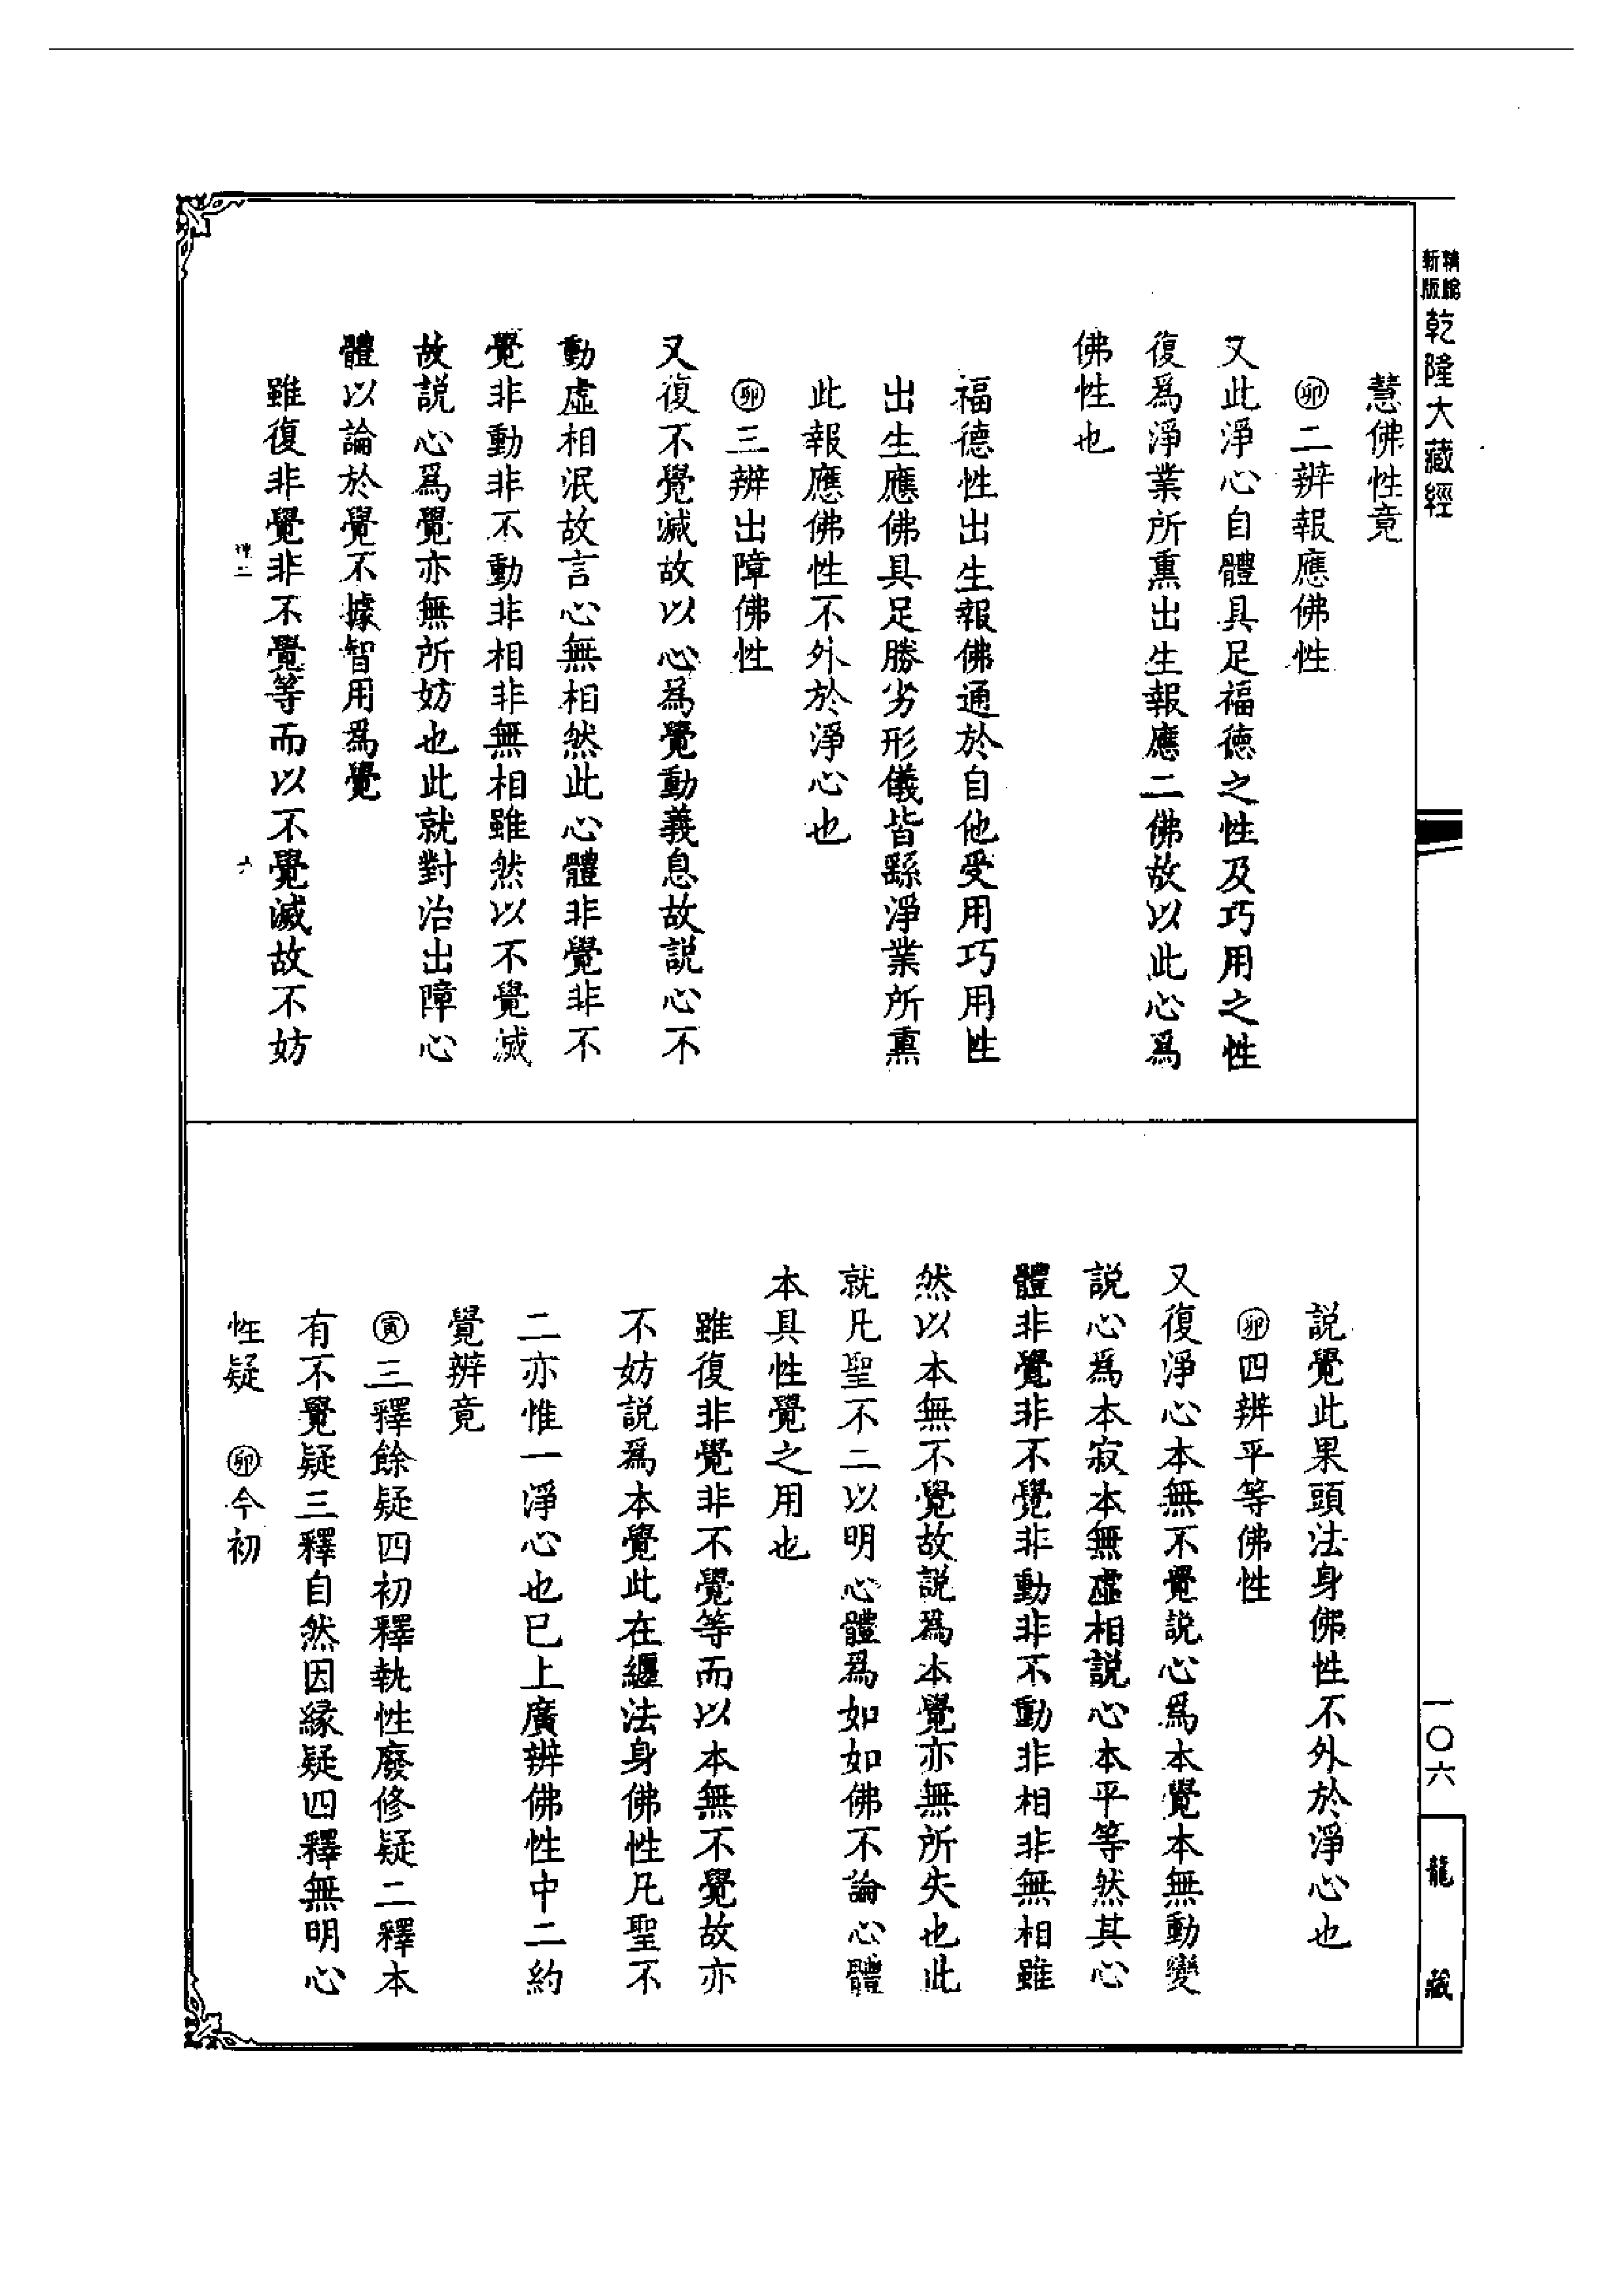 精縮
新版
乾隆大藏經
慧佛性竟
㊞二辨報應佛性
又此淨心自體具足福德之性及巧用之性
復爲淨業所熏出生報應二佛故以此心爲
佛性也
福德性出生報佛通於自他受用巧用性
出生應佛具足勝劣形儀皆繇淨業所熏
此報應佛性不外於淨心也
卯三辨出障佛性
又復不覺滅故以心爲覺動義息故説心不
動虛相泯故言心無相然此心體非覺非不
覺非動非不動非相非無相雖然以不覺滅
故説心爲覺亦無所妨也此就對治出障心
體以論於覺不據智用爲覺
雖復非覺非不覺等而以不覺滅故不妨
六
説覺此果頭法身佛性不外於淨心也
卯四辨平等佛性
又復淨心本無不覺説心爲本覺本無動變
説心爲本寂本無虛相説心本平等然其心
體非覺非不覺非動非不動非相非無相雖
然以本無不覺故説爲本覺亦無所失也此
就凡聖不二以明心體爲如如佛不論心體
本具性覺之用也
雖復非覺非不覺等而以本無不覺故亦
不妨説爲本覺此在纏法身佛性凡聖不
二亦惟一淨心也已上廣辨佛性中二約
覺辨竟
寅三釋餘疑四初釋執性廢修疑二釋本
有不覺疑三釋自然因緣疑四釋無明心
性疑 卯今初
一〇六
龍藏